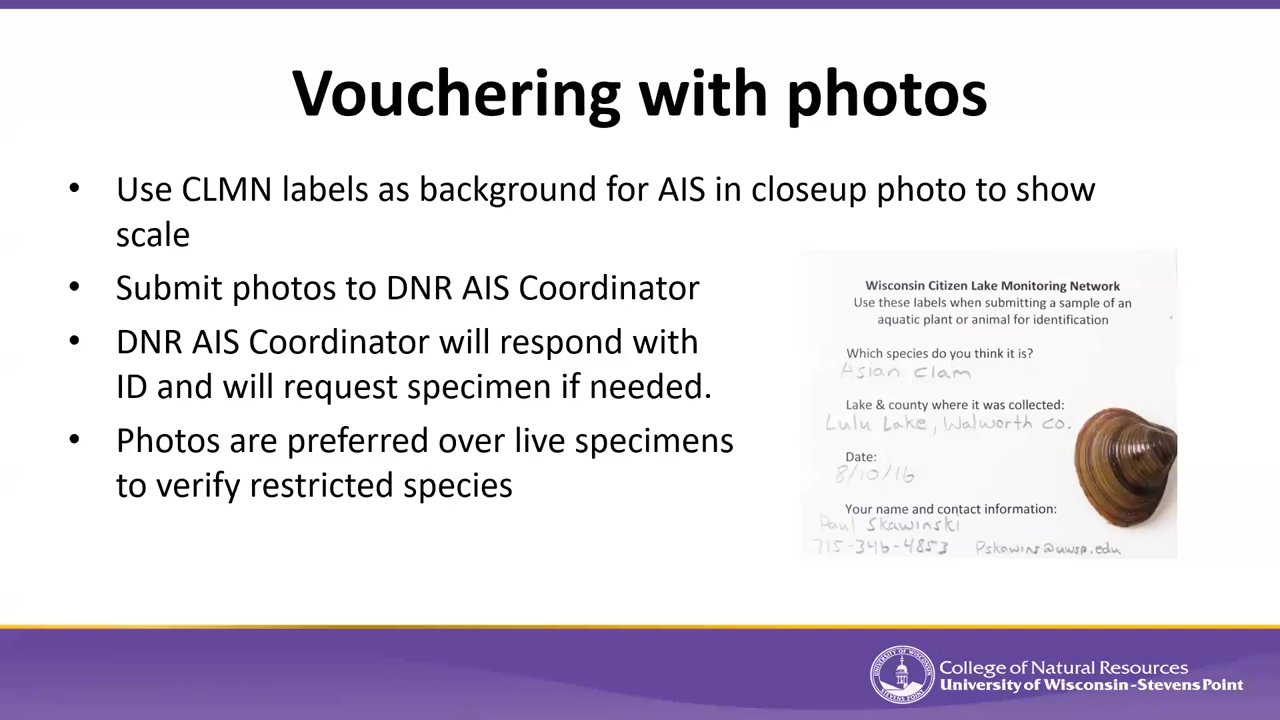 Vouchering with photos
• Use CLMN labels as background for AIS in closeup photo to show
scale
• Submit photos to DNR AIS Coordinator
• DNR AIS Coordinator will respond with
ID and will request specimen if needed.
• Photos are preferred over live specimens
to verify restricted species
Wisconsin Citizen Lake Monitoring Network
Use these labels when submitting a sample of an
aquatic plant or animal for identification
Which species do you think it is?
Asian clam
Lake & county where it was collected:
Lulu Lake, Walworth co.
Date:
8/10/16
Your name and contact information:
Paul Skawinski
715-346-4853 Pskawins@uwsp.edu
UNIVERSITY OF WISCONSIN
STEVENS POINT
College of Natural Resources
University of Wisconsin-Stevens Point